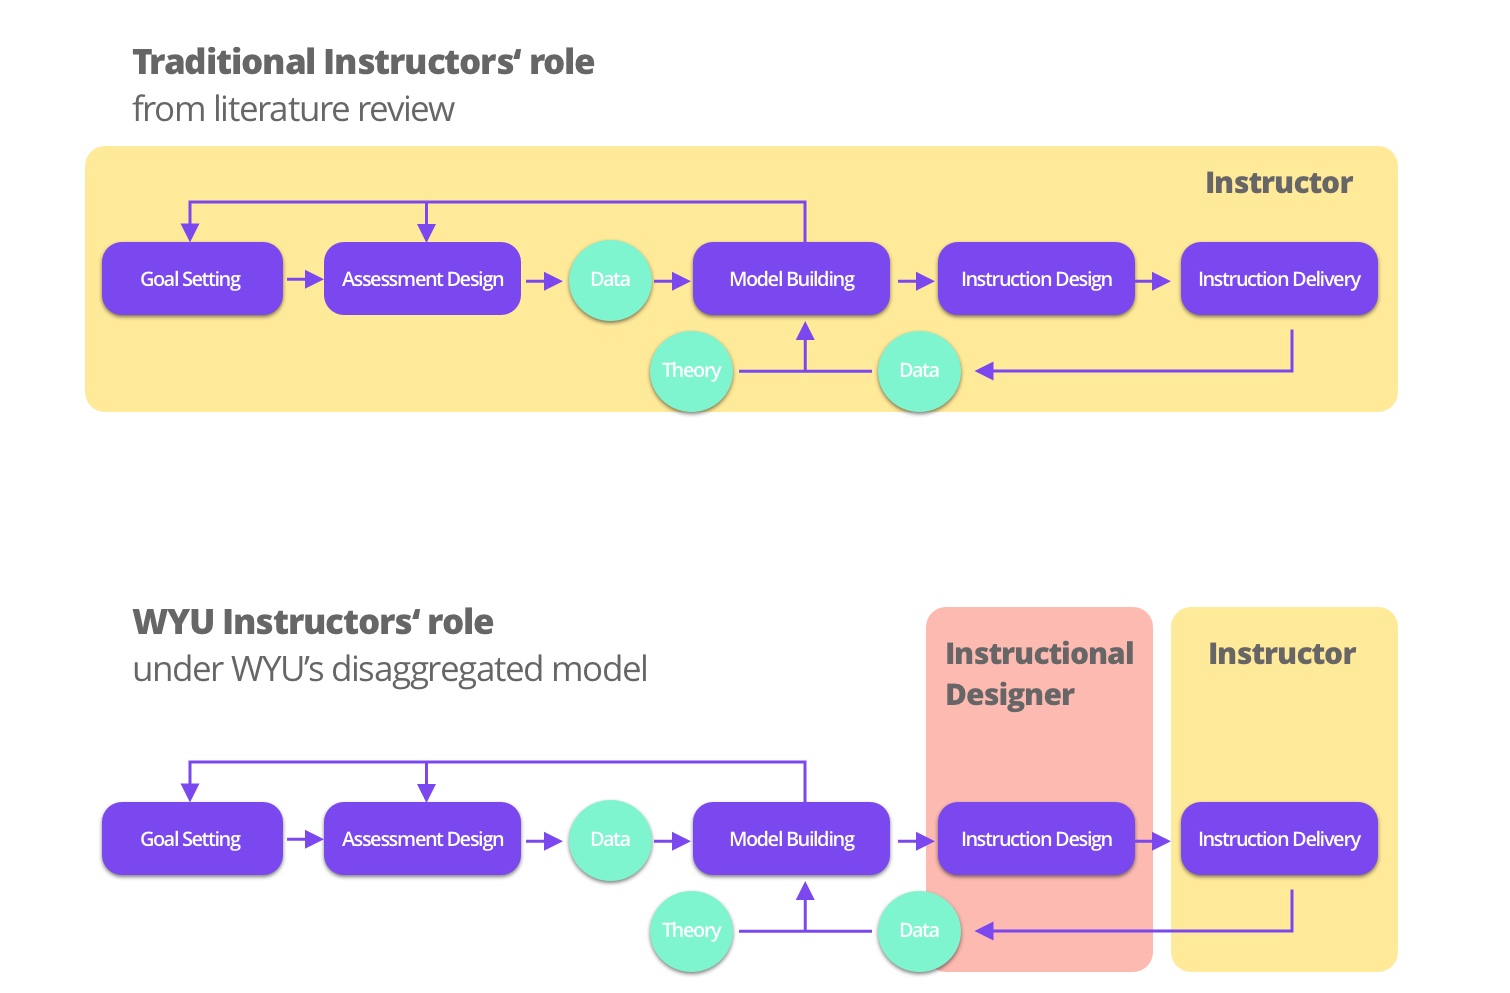 Traditional Instructors‘ role
from literature review
Instructor
Goal Setting
Assessment Design
Data
Model Building
Instruction Design
Instruction Delivery
Theory
Data
WYU Instructors‘ role
under WYU’s disaggregated model
Instructional
Designer
Instructor
Goal Setting
Assessment Design
Data
Model Building
Instruction Design
Instruction Delivery
Theory
Data